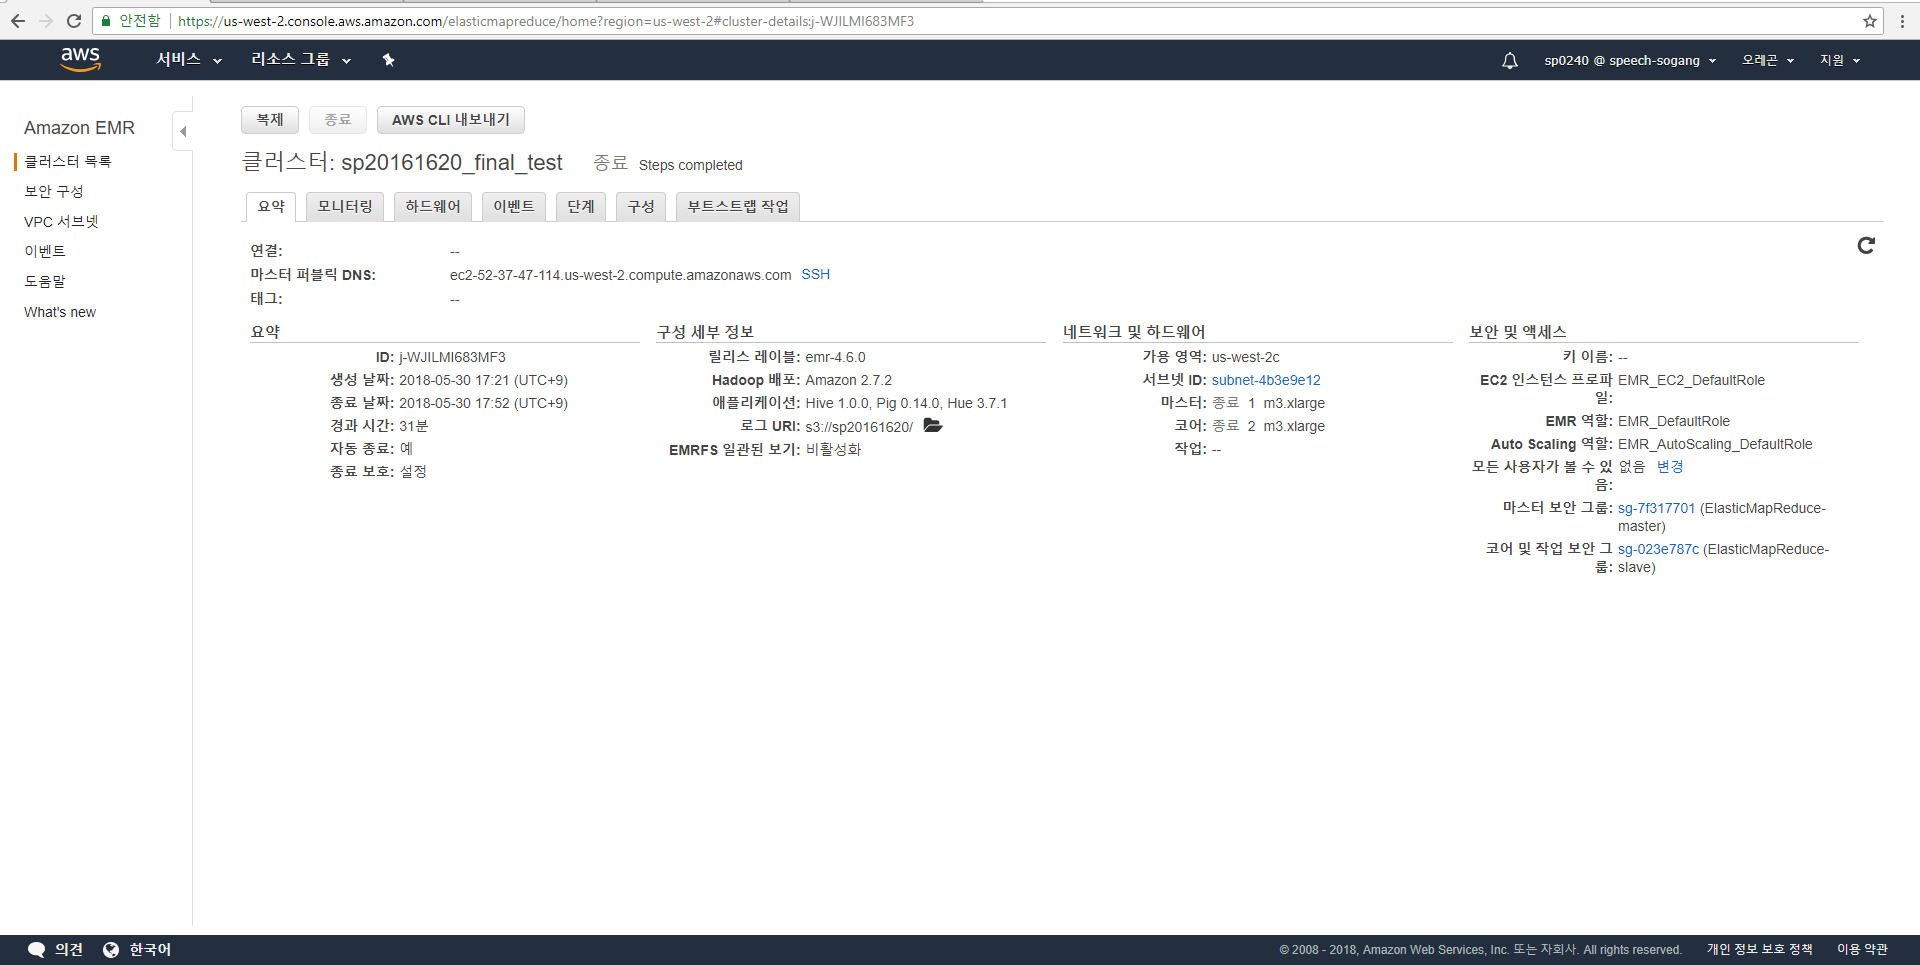 안전함 https://us-west-2.console.aws.amazon.com/elasticmapreduce/home?region=us-west-2#cluster-details:j-WJILMI683MF3
aws 서비스 리소스 그룹 sp0240 @ speech-sogang 오레곤 지원
Amazon EMR
클러스터 목록
보안 구성
VPC 서브넷
이벤트
도움말
What's new
복제 종료 AWS CLI 내보내기
클러스터: sp20161620_final_test 종료 Steps completed
요약 모니터링 하드웨어 이벤트 단계 구성 부트스트랩 작업
연결: --
마스터 퍼블릭 DNS: ec2-52-37-47-114.us-west-2.compute.amazonaws.com SSH
태그: --
요약
ID: j-WJILMI683MF3
생성 날짜: 2018-05-30 17:21 (UTC+9)
종료 날짜: 2018-05-30 17:52 (UTC+9)
경과 시간: 31분
자동 종료: 예
종료 보호: 설정
구성 세부 정보
릴리스 레이블: emr-4.6.0
Hadoop 배포: Amazon 2.7.2
애플리케이션: Hive 1.0.0, Pig 0.14.0, Hue 3.7.1
로그 URI: s3://sp20161620/
EMRFS 일관된 보기: 비활성화
네트워크 및 하드웨어
가용 영역: us-west-2c
서브넷 ID: subnet-4b3e9e12
마스터: 종료 1 m3.xlarge
코어: 종료 2 m3.xlarge
작업: --
보안 및 액세스
키 이름: --
EC2 인스턴스 프로파 EMR_EC2_DefaultRole
일:
EMR 역할: EMR_DefaultRole
Auto Scaling 역할: EMR_AutoScaling_DefaultRole
모든 사용자가 볼 수 있 없음 변경
음:
마스터 보안 그룹: sg-7f317701 (ElasticMapReduce-
master)
코어 및 작업 보안 그 sg-023e787c (ElasticMapReduce-
룹: slave)
의견 한국어 © 2008 - 2018, Amazon Web Services, Inc. 또는 자회사. All rights reserved. 개인 정보 보호 정책 이용 약관